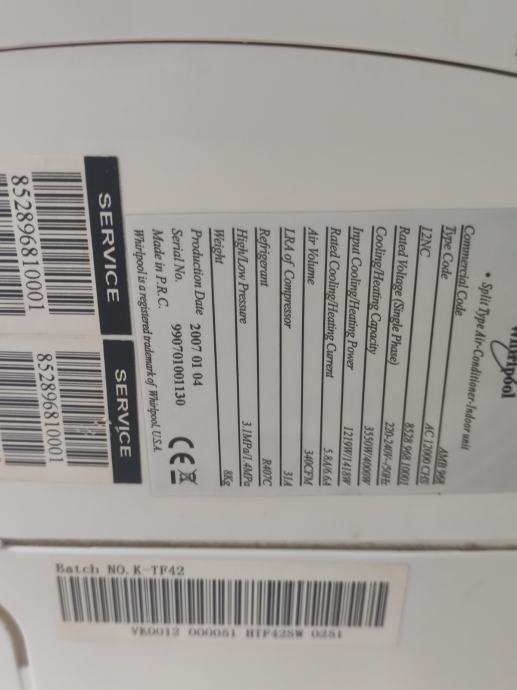 Whirlpool
• Split Type Air-Conditioner-Indoor unit
Commercial Code AMB 968
Type Code AC 12000 CHS
12NC 8528 968 10001
Rated Voltage (Single Phase) 220-240V~/50Hz
Cooling/Heating Capacity 3550W/4000W
Input Cooling/Heating Power 1219W/1418W
Rated Cooling/Heating Current 5.8A/6.6A
Air Volume 340CFM
LRA of Compressor 31A
Refrigerant R407C
High/Low Pressure 3.1MPa/1.4MPa
Weight 8Kg
Production Date 2007 01 04
Serial No. 990701001130
Made in P.R.C. CE
Whirlpool is a registered trademark of Whirlpool, U.S.A.
SERVICE
852896810001
SERVICE
852896810001
Batch NO. K-TF42
VK0012 000051 HTF42SW 0251